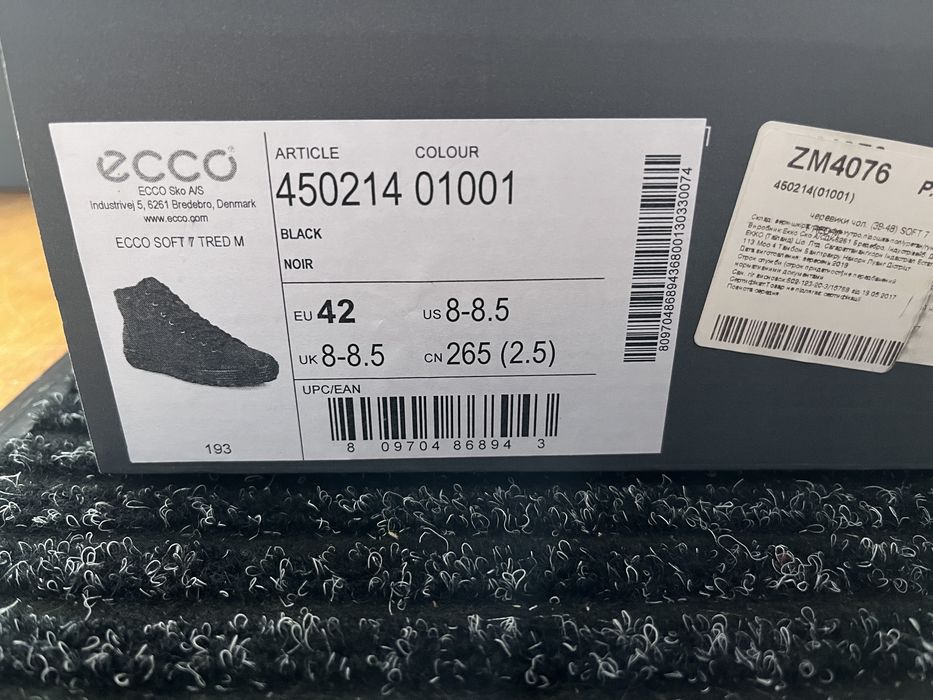 ecco
ECCO Sko A/S
Industrivej 5, 6261 Bredebro, Denmark
www.ecco.com
ECCO SOFT 7 TRED M
193
ARTICLE COLOUR
450214 01001
BLACK
NOIR
EU 42 US 8-8.5
UK 8-8.5 CN 265 (2.5)
UPC/EAN
8 09704 86894 3
809704868943680013033007​4
ZM4076
450214(01001)
черевики чол. (39-48) SOFT 7